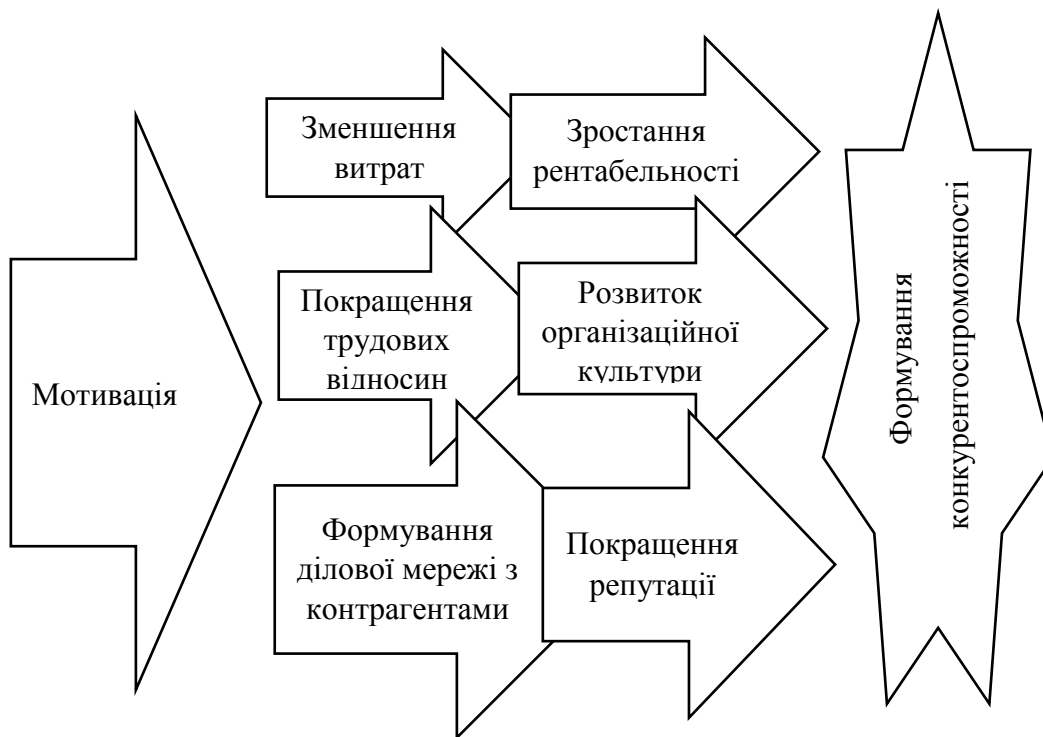 Мотивація
Зменшення
витрат
Зростання
рентабельності
Покращення
трудових
відносин
Розвиток
організаційної
культури
Формування
ділової мережі з
контрагентами
Покращення
репутації
Формування
конкурентоспроможності